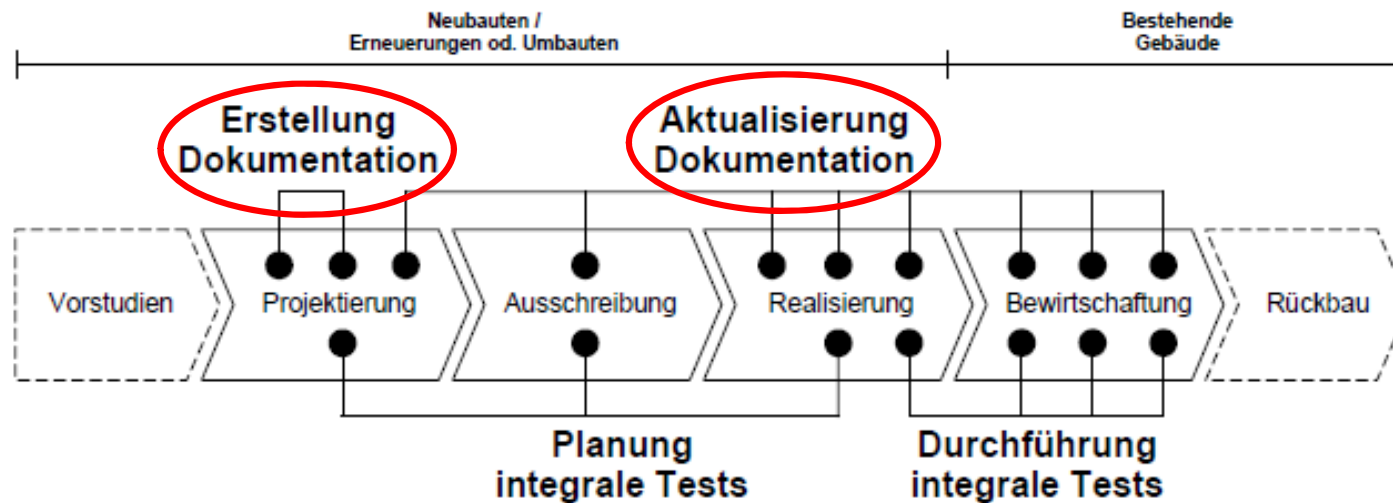 Neubauten /
Erneuerungen od. Umbauten
Bestehende
Gebäude
Erstellung
Dokumentation
Aktualisierung
Dokumentation
Vorstudien
Projektierung
Ausschreibung
Realisierung
Bewirtschaftung
Rückbau
Planung
integrale Tests
Durchführung
integrale Tests